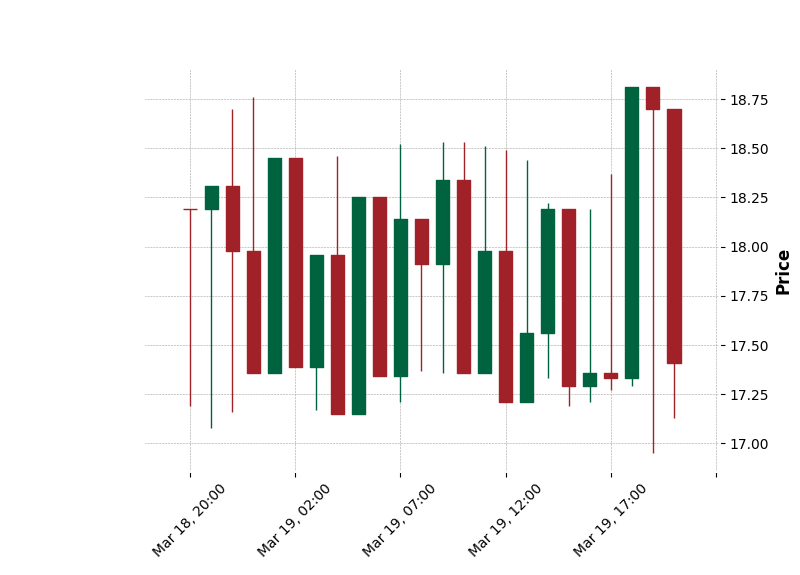 18.75
18.50
18.25
18.00
17.75
17.50
17.25
17.00
Price
Mar 18, 20:00
Mar 19, 02:00
Mar 19, 07:00
Mar 19, 12:00
Mar 19, 17:00